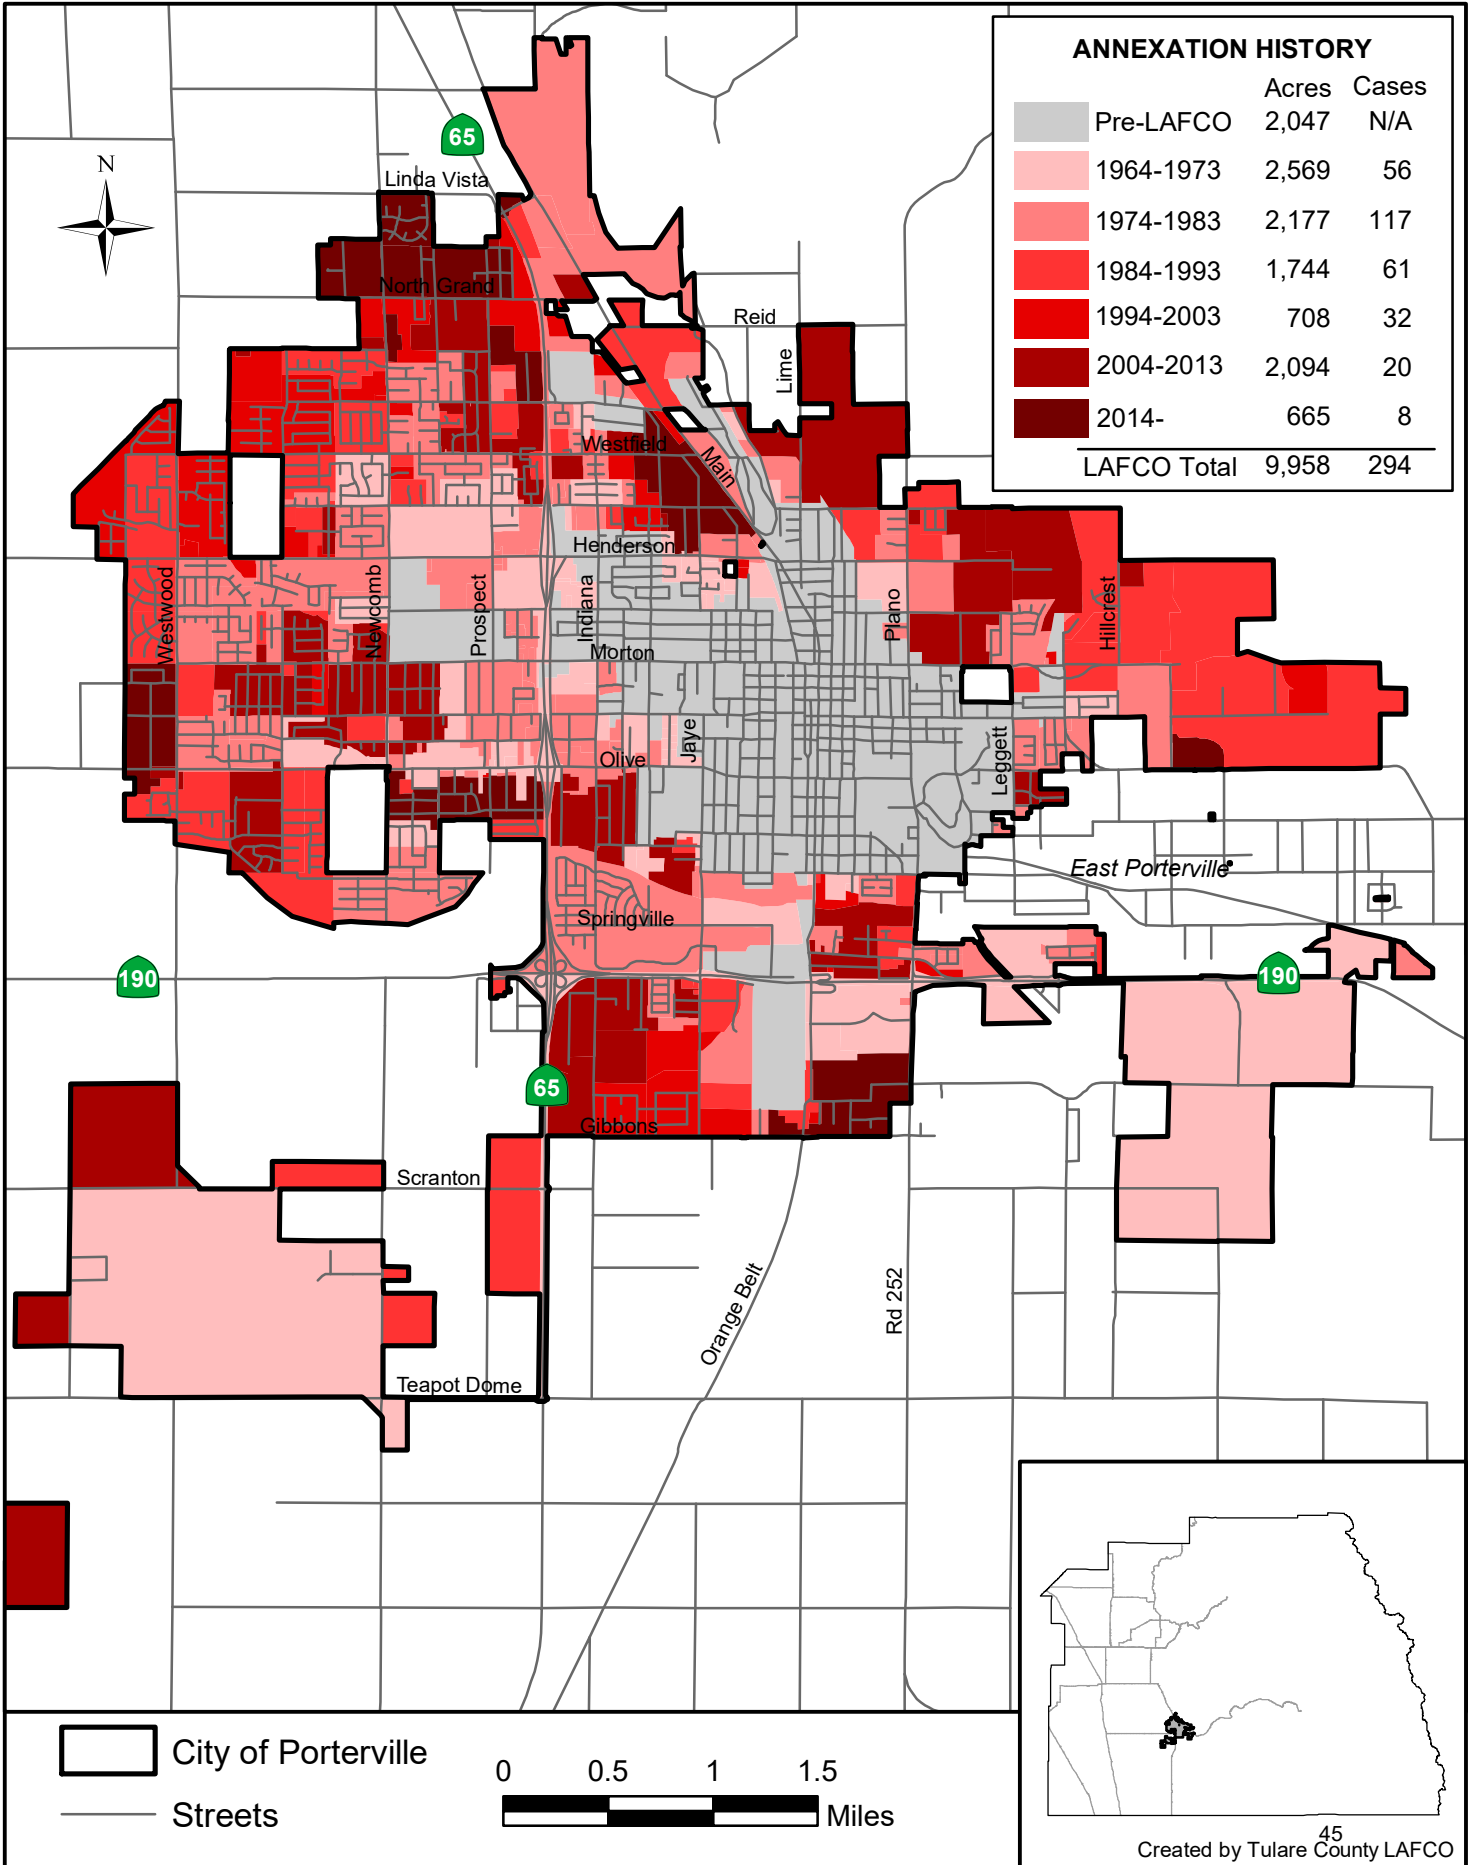 ANNEXATION HISTORY
Acres Cases
Pre-LAFCO 2,047 N/A
1964-1973 2,569 56
1974-1983 2,177 117
1984-1993 1,744 61
1994-2003 708 32
2004-2013 2,094 20
2014- 665 8
LAFCO Total 9,958 294
65
N
Linda Vista
North Grand
Reid
Lime
Westfield
Main
Henderson
Westwood
Newcomb
Prospect
Indiana
Plano
Hillcrest
Morton
Jaye
Olive
Leggett
East Porterville
Springville
190
190
65
Gibbons
Scranton
Orange Belt
Rd 252
Teapot Dome
City of Porterville
Streets
0 0.5 1 1.5
Miles
45
Created by Tulare County LAFCO